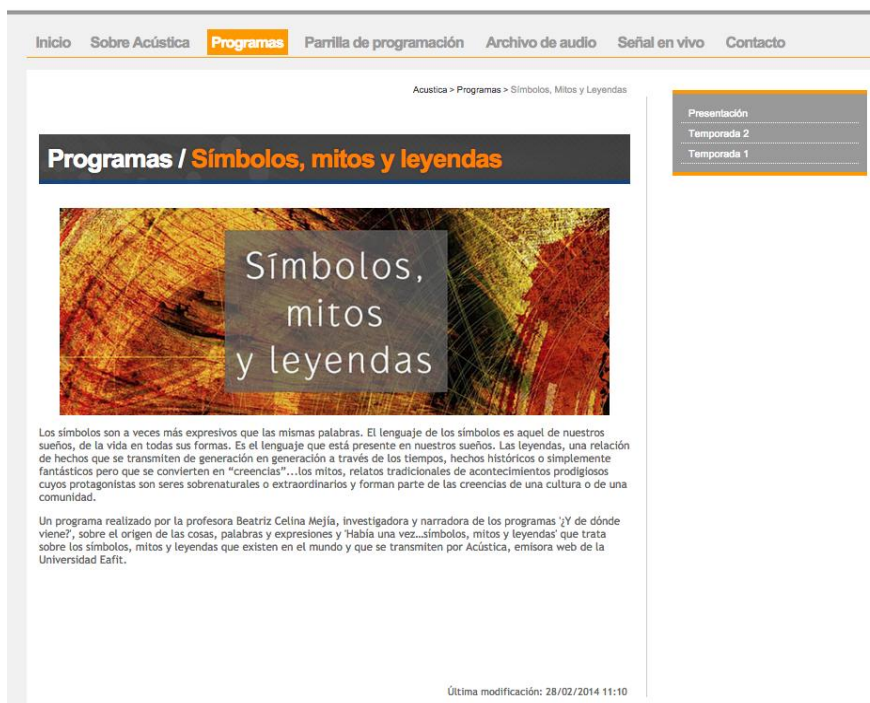 Inicio Sobre Acústica Programas Parrilla de programación Archivo de audio Señal en vivo Contacto
Acustica > Programas > Símbolos, Mitos y Leyendas
Presentación
Temporada 2
Temporada 1
Programas / Símbolos, mitos y leyendas
Símbolos,
mitos
y leyendas
Los símbolos son a veces más expresivos que las mismas palabras. El lenguaje de los símbolos es aquel de nuestros
sueños, de la vida en todas sus formas. Es el lenguaje que está presente en nuestros sueños. Las leyendas, una relación
de hechos que se transmiten de generación en generación a través de los tiempos, hechos históricos o simplemente
fantásticos pero que se convierten en “creencias”...los mitos, relatos tradicionales de acontecimientos prodigiosos
cuyos protagonistas son seres sobrenaturales o extraordinarios y forman parte de las creencias de una cultura o de una
comunidad.
Un programa realizado por la profesora Beatriz Celina Mejía, investigadora y narradora de los programas '¿Y de dónde
viene?', sobre el origen de las cosas, palabras y expresiones y 'Había una vez…símbolos, mitos y leyendas' que trata
sobre los símbolos, mitos y leyendas que existen en el mundo y que se transmiten por Acústica, emisora web de la
Universidad Eafit.
Última modificación: 28/02/2014 11:10